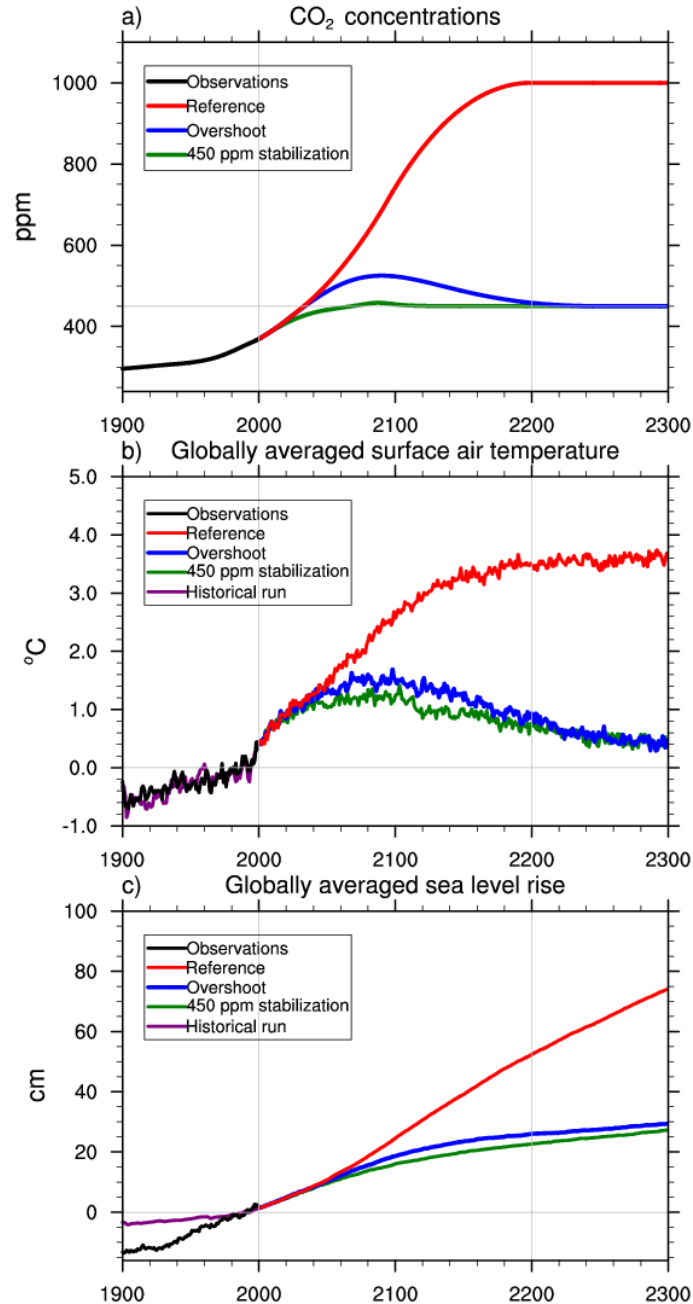 a) CO₂ concentrations
1000
800
600
400
ppm
Observations
Reference
Overshoot
450 ppm stabilization
1900 2000 2100 2200 2300
b) Globally averaged surface air temperature
5.0
4.0
3.0
2.0
1.0
0.0
-1.0
°C
Observations
Reference
Overshoot
450 ppm stabilization
Historical run
1900 2000 2100 2200 2300
c) Globally averaged sea level rise
100
80
60
40
20
0
cm
Observations
Reference
Overshoot
450 ppm stabilization
Historical run
1900 2000 2100 2200 2300